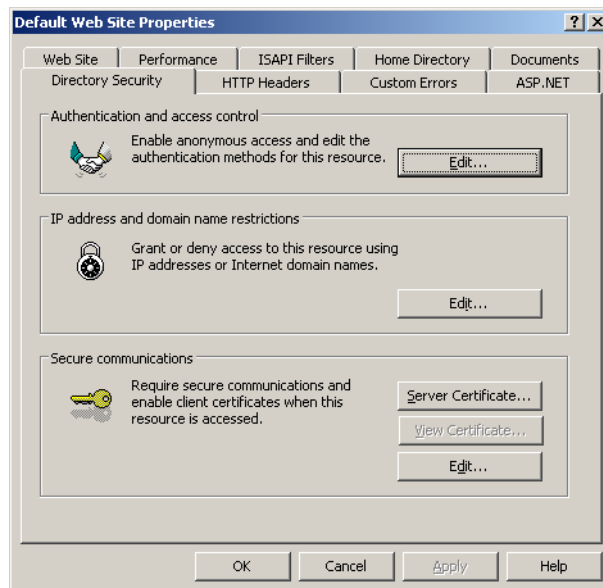 Default Web Site Properties
Web Site Performance ISAPI Filters Home Directory Documents
Directory Security HTTP Headers Custom Errors ASP.NET
Authentication and access control
Enable anonymous access and edit the
authentication methods for this resource.
Edit...
IP address and domain name restrictions
Grant or deny access to this resource using
IP addresses or Internet domain names.
Edit...
Secure communications
Require secure communications and
enable client certificates when this
resource is accessed.
Server Certificate...
View Certificate...
Edit...
OK Cancel Apply Help